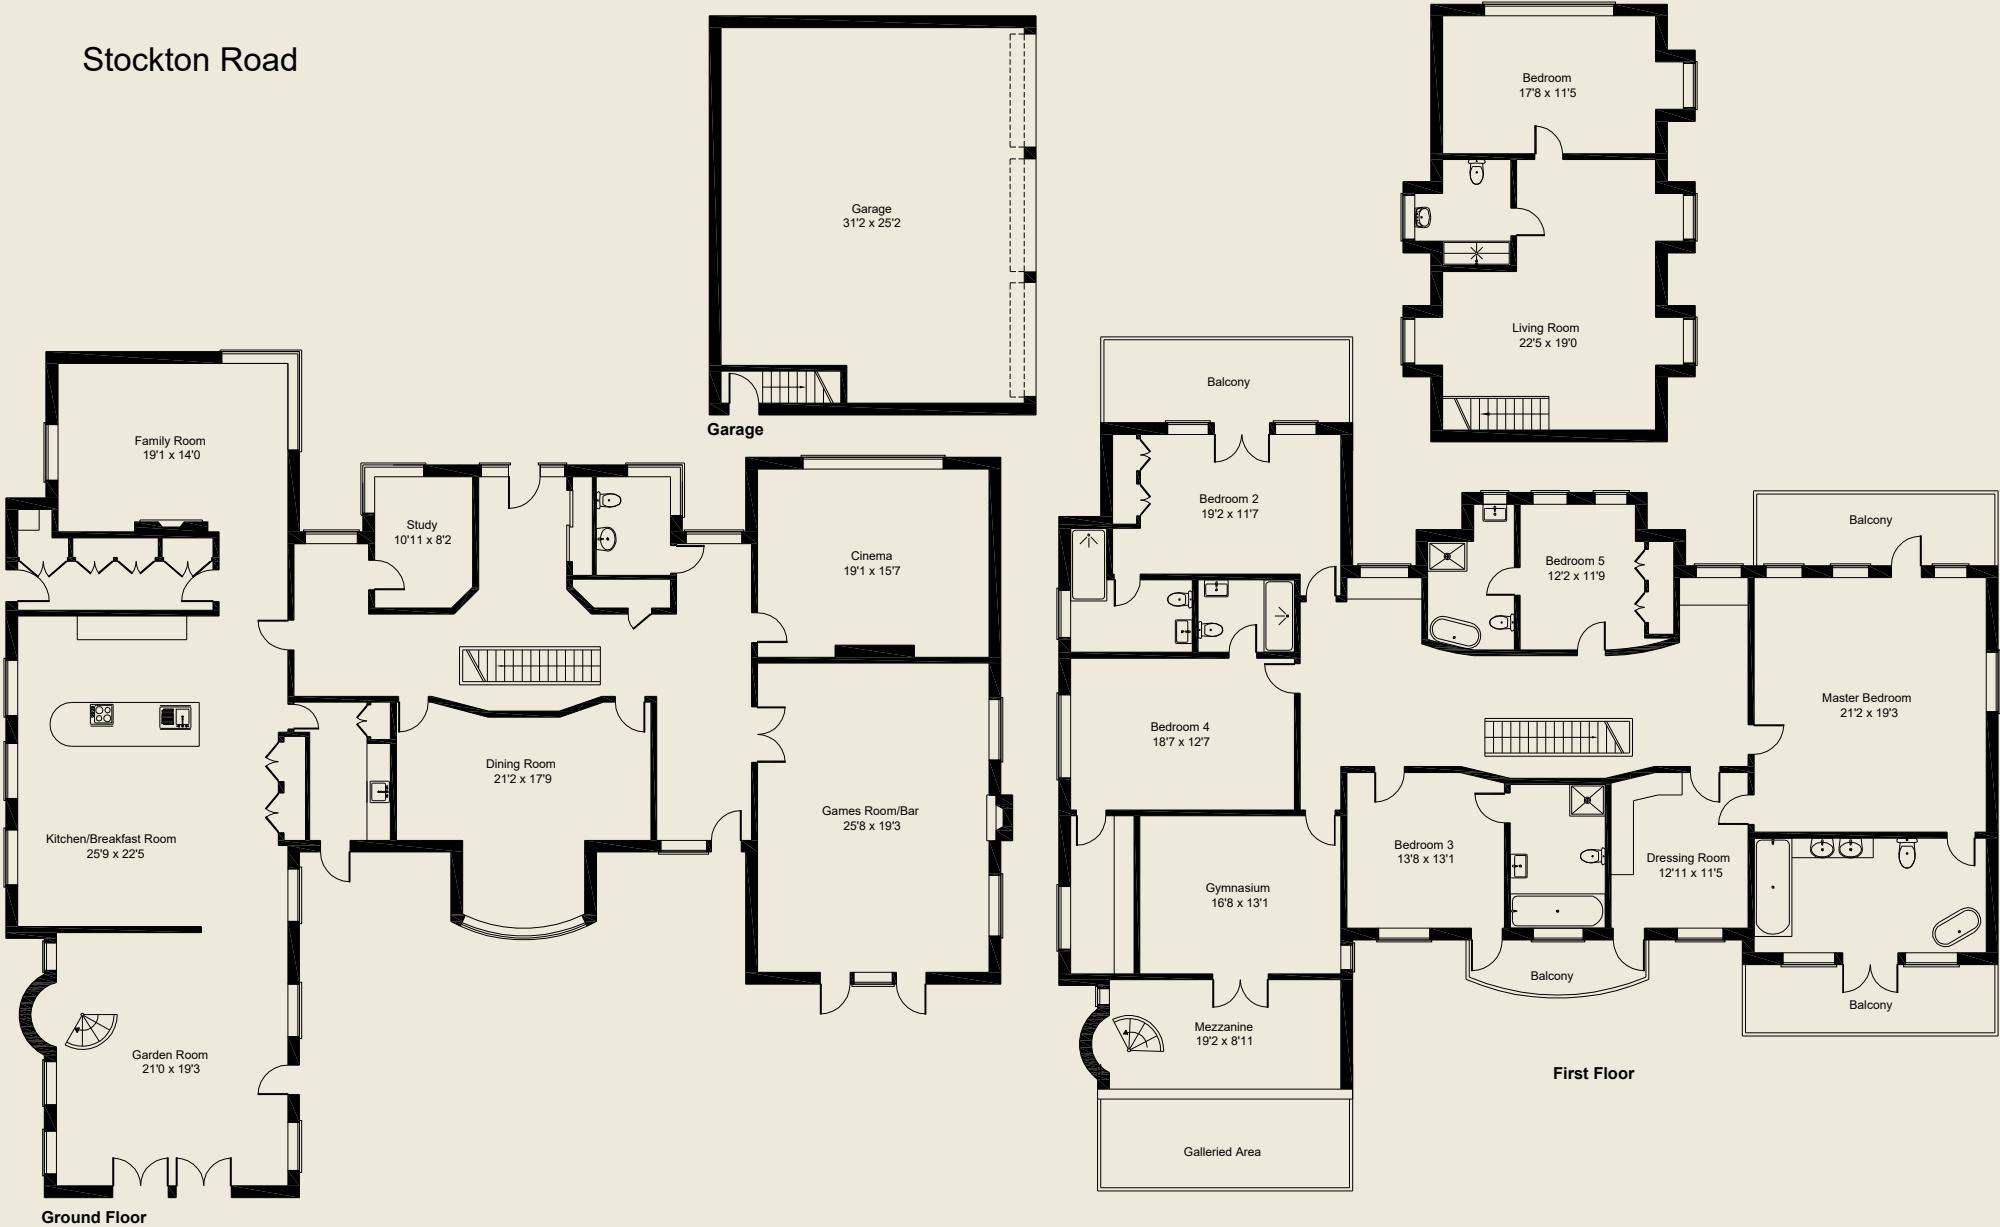 Stockton Road
Garage
31'2 x 25'2
Garage
Bedroom
17'8 x 11'5
Living Room
22'5 x 19'0
Family Room
19'1 x 14'0
Study
10'11 x 8'2
Cinema
19'1 x 15'7
Dining Room
21'2 x 17'9
Games Room/Bar
25'8 x 19'3
Kitchen/Breakfast Room
25'9 x 22'5
Garden Room
21'0 x 19'3
Ground Floor
Balcony
Bedroom 2
19'2 x 11'7
Balcony
Bedroom 5
12'2 x 11'9
Master Bedroom
21'2 x 19'3
Bedroom 4
18'7 x 12'7
Bedroom 3
13'8 x 13'1
Dressing Room
12'11 x 11'5
Gymnasium
16'8 x 13'1
Balcony
Balcony
Mezzanine
19'2 x 8'11
Galleried Area
First Floor